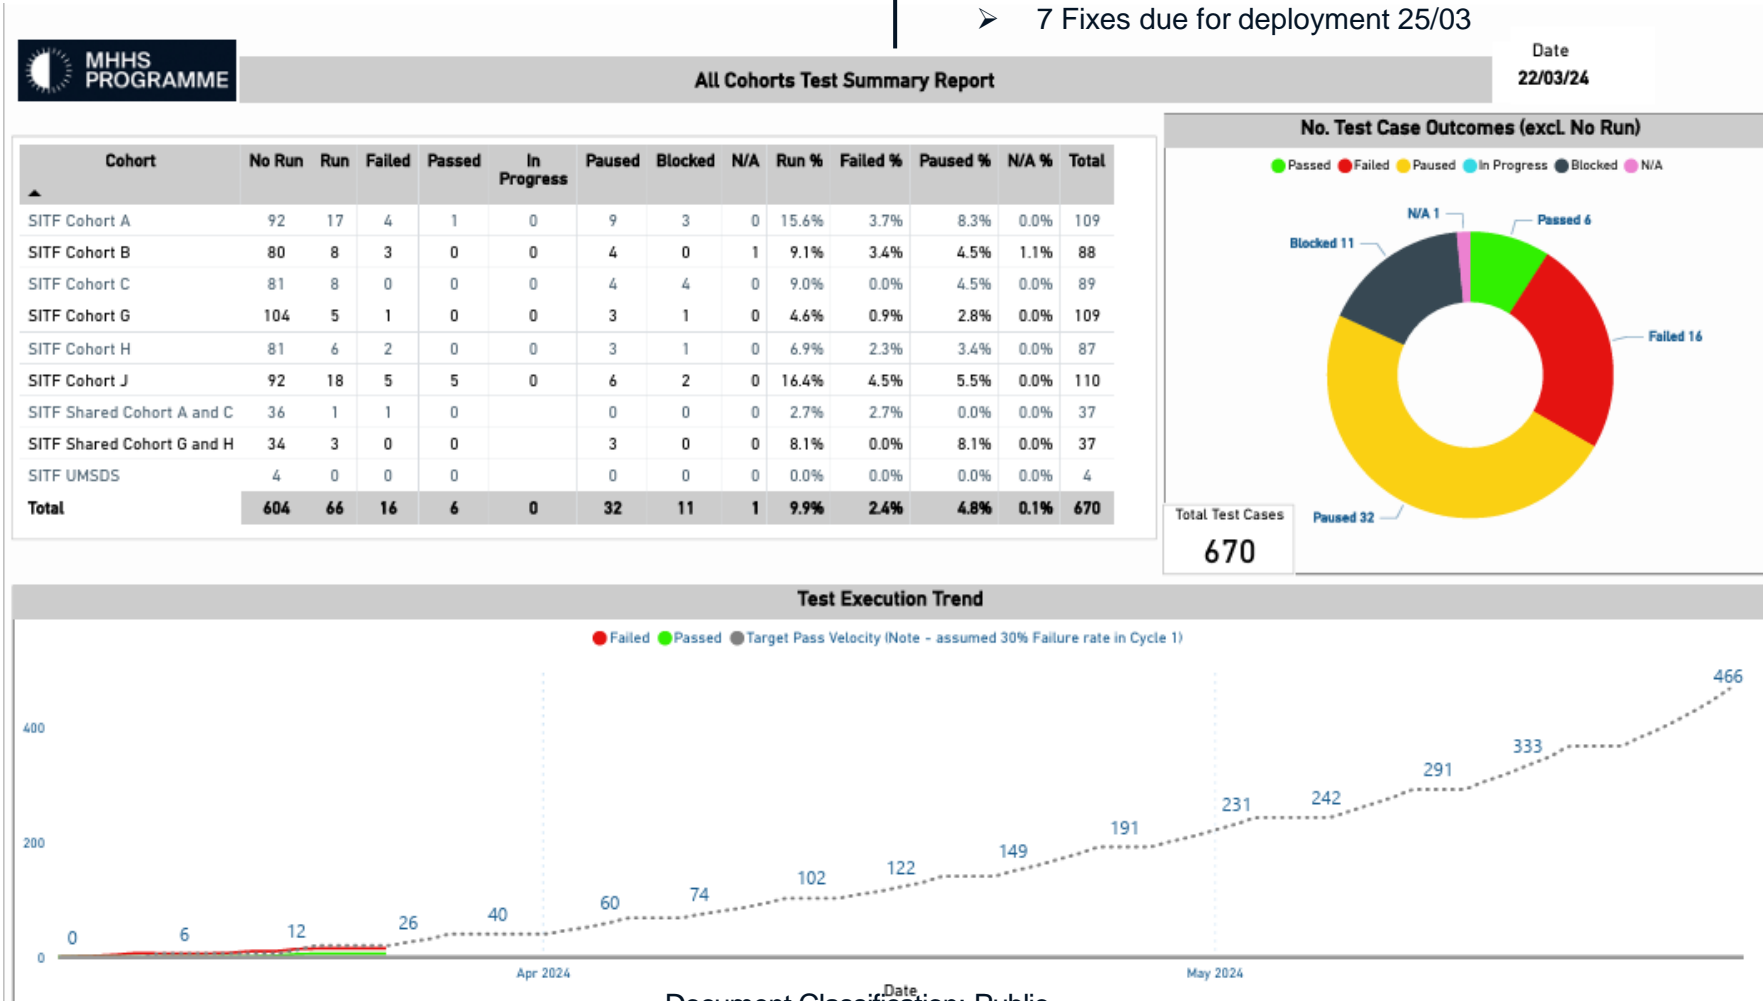 ➢ 7 Fixes due for deployment 25/03
MHHS
PROGRAMME
All Cohorts Test Summary Report
Date
22/03/24
Cohort No Run Run Failed Passed In Progress Paused Blocked N/A Run % Failed % Paused % N/A % Total
SITF Cohort A 92 17 4 1 0 9 3 0 15.6% 3.7% 8.3% 0.0% 109
SITF Cohort B 80 8 3 0 0 4 0 1 9.1% 3.4% 4.5% 1.1% 88
SITF Cohort C 81 8 0 0 0 4 4 0 9.0% 0.0% 4.5% 0.0% 89
SITF Cohort G 104 5 1 0 0 3 1 0 4.6% 0.9% 2.8% 0.0% 109
SITF Cohort H 81 6 2 0 0 3 1 0 6.9% 2.3% 3.4% 0.0% 87
SITF Cohort J 92 18 5 5 0 6 2 0 16.4% 4.5% 5.5% 0.0% 110
SITF Shared Cohort A and C 36 1 1 0 0 0 0 2.7% 2.7% 0.0% 0.0% 37
SITF Shared Cohort G and H 34 3 0 0 3 0 0 8.1% 0.0% 8.1% 0.0% 37
SITF UMSDS 4 0 0 0 0 0 0 0.0% 0.0% 0.0% 0.0% 4
Total 604 66 16 6 0 32 11 1 9.9% 2.4% 4.8% 0.1% 670
No. Test Case Outcomes (excl. No Run)
Passed Failed Paused In Progress Blocked N/A
N/A 1
Passed 6
Blocked 11
Failed 16
Paused 32
Total Test Cases
670
Test Execution Trend
Failed Passed Target Pass Velocity (Note - assumed 30% Failure rate in Cycle 1)
400
200
0
0 6 12 26 40 60 74 102 122 149 191 231 242 291 333 466
Apr 2024 May 2024
Date
Document Classification: Public